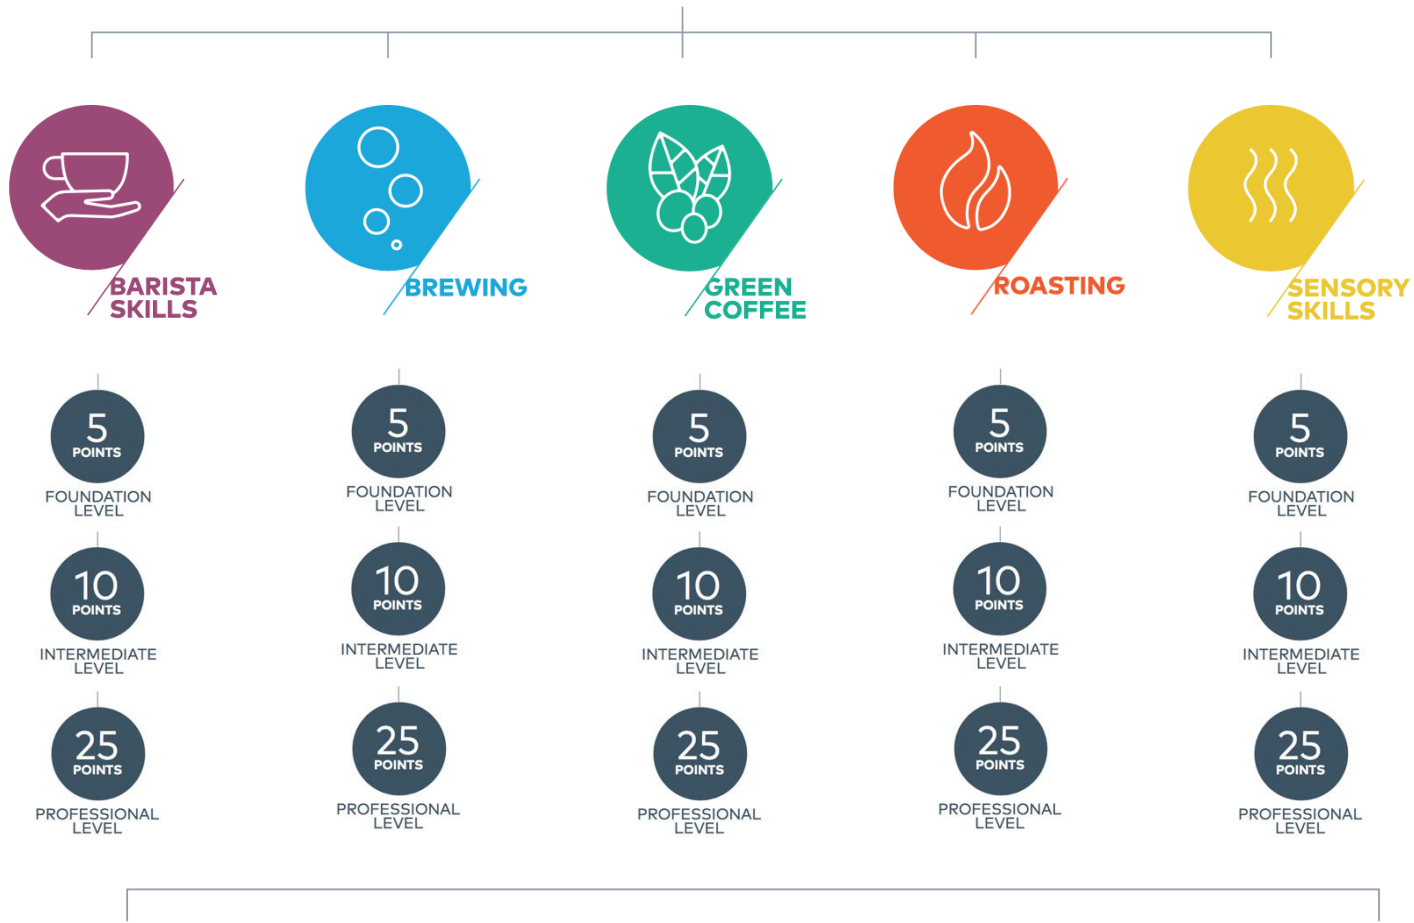 BARISTA
SKILLS
BREWING
GREEN
COFFEE
ROASTING
SENSORY
SKILLS
5
POINTS
FOUNDATION
LEVEL
5
POINTS
FOUNDATION
LEVEL
5
POINTS
FOUNDATION
LEVEL
5
POINTS
FOUNDATION
LEVEL
5
POINTS
FOUNDATION
LEVEL
10
POINTS
INTERMEDIATE
LEVEL
10
POINTS
INTERMEDIATE
LEVEL
10
POINTS
INTERMEDIATE
LEVEL
10
POINTS
INTERMEDIATE
LEVEL
10
POINTS
INTERMEDIATE
LEVEL
25
POINTS
PROFESSIONAL
LEVEL
25
POINTS
PROFESSIONAL
LEVEL
25
POINTS
PROFESSIONAL
LEVEL
25
POINTS
PROFESSIONAL
LEVEL
25
POINTS
PROFESSIONAL
LEVEL